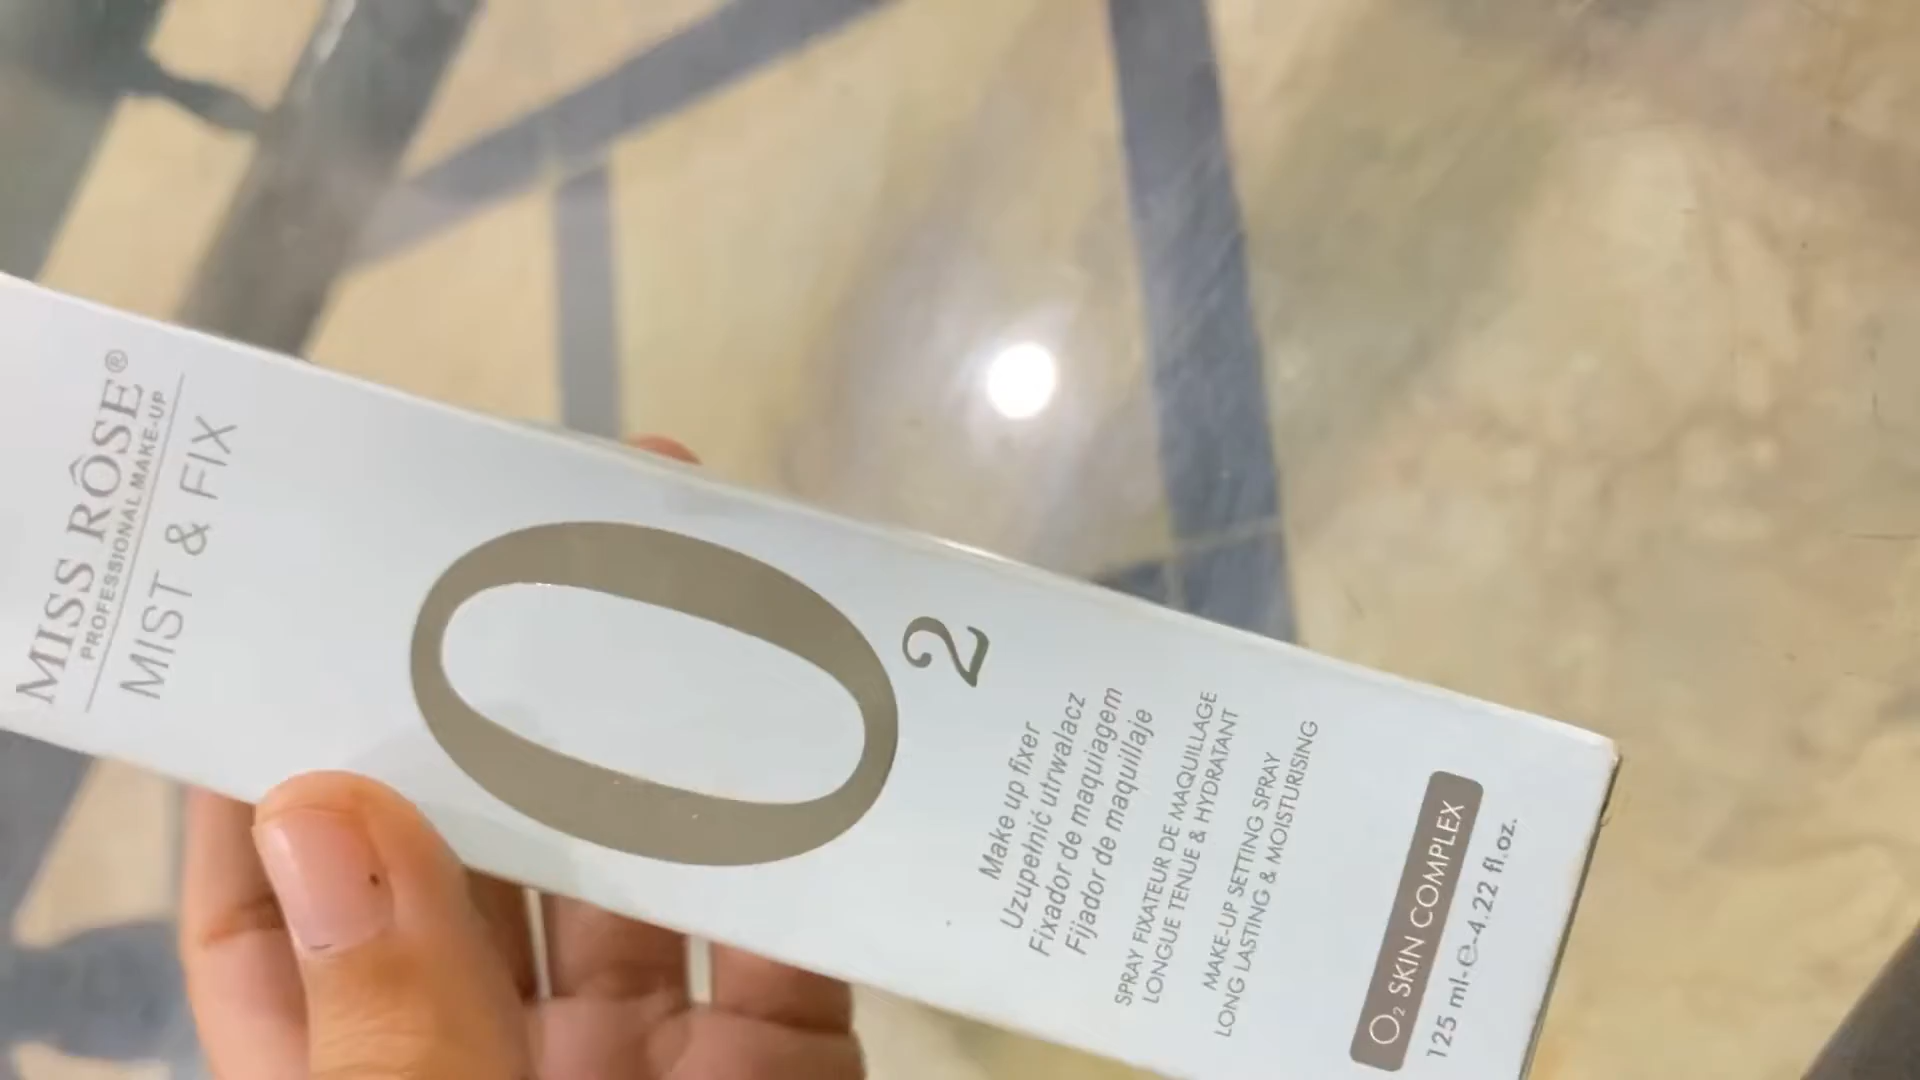 MISS RÔSE®
PROFESSIONAL MAKE-UP
MIST & FIX
O2
Make up fixer
Uzupełnić utrwalacz
Fixador de maquiagem
Fijador de maquillaje
SPRAY FIXATEUR DE MAQUILLAGE
LONGUE TENUE & HYDRATANT
MAKE-UP SETTING SPRAY
LONG LASTING & MOISTURISING
O₂ SKIN COMPLEX
125 ml-℮-4.22 fl.oz.